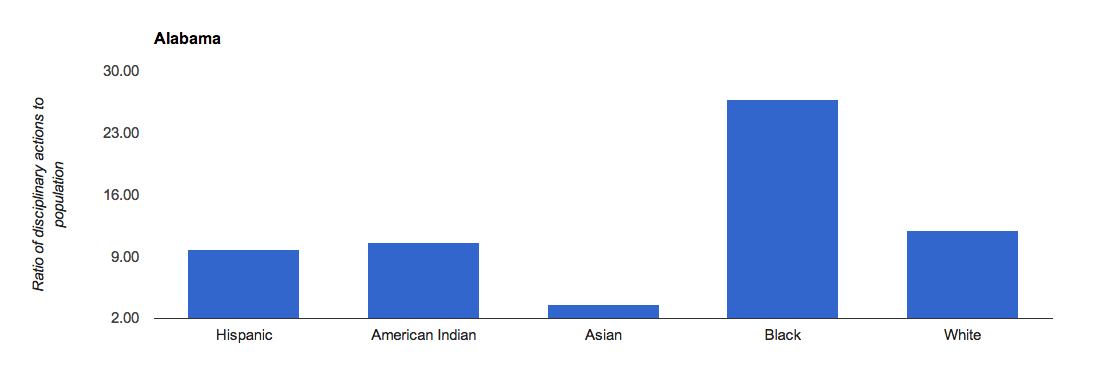 Alabama
30.00
23.00
16.00
9.00
2.00
Ratio of disciplinary actions to
population
Hispanic
American Indian
Asian
Black
White